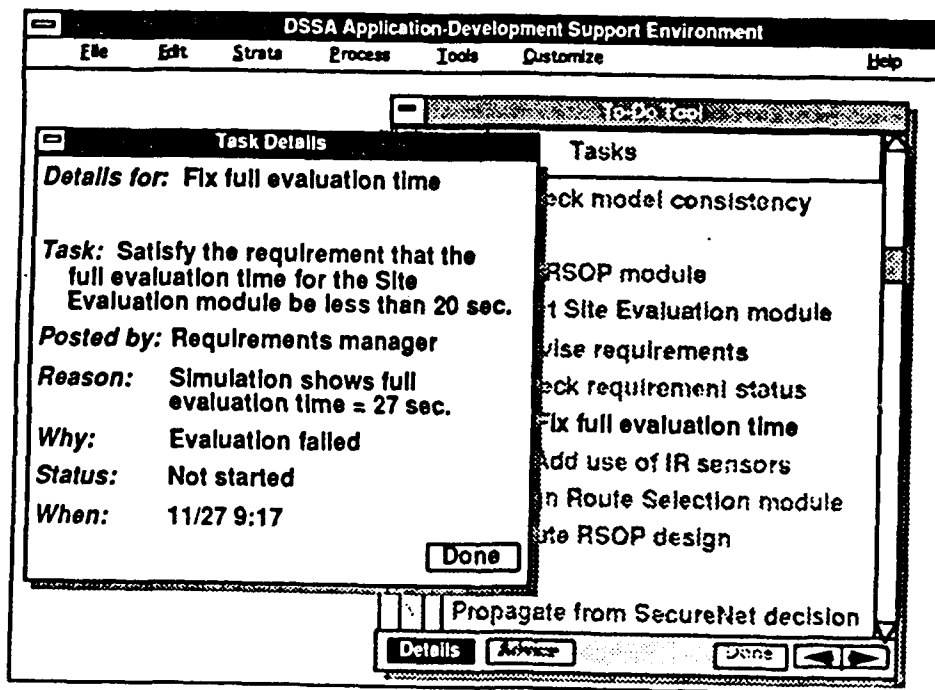 DSSA Application-Development Support Environment
File Edit Strata Process Tools Customize Help
To-Do Tool
Tasks
eck model consistency
RSOP module
t Site Evaluation module
vise requirements
eck requirement status
Fix full evaluation time
Add use of IR sensors
n Route Selection module
ute RSOP design
Propagate from SecureNet decision
Details Advice Done
Task Details
Details for: Fix full evaluation time
Task: Satisfy the requirement that the
full evaluation time for the Site
Evaluation module be less than 20 sec.
Posted by: Requirements manager
Reason: Simulation shows full
evaluation time = 27 sec.
Why: Evaluation failed
Status: Not started
When: 11/27 9:17
Done